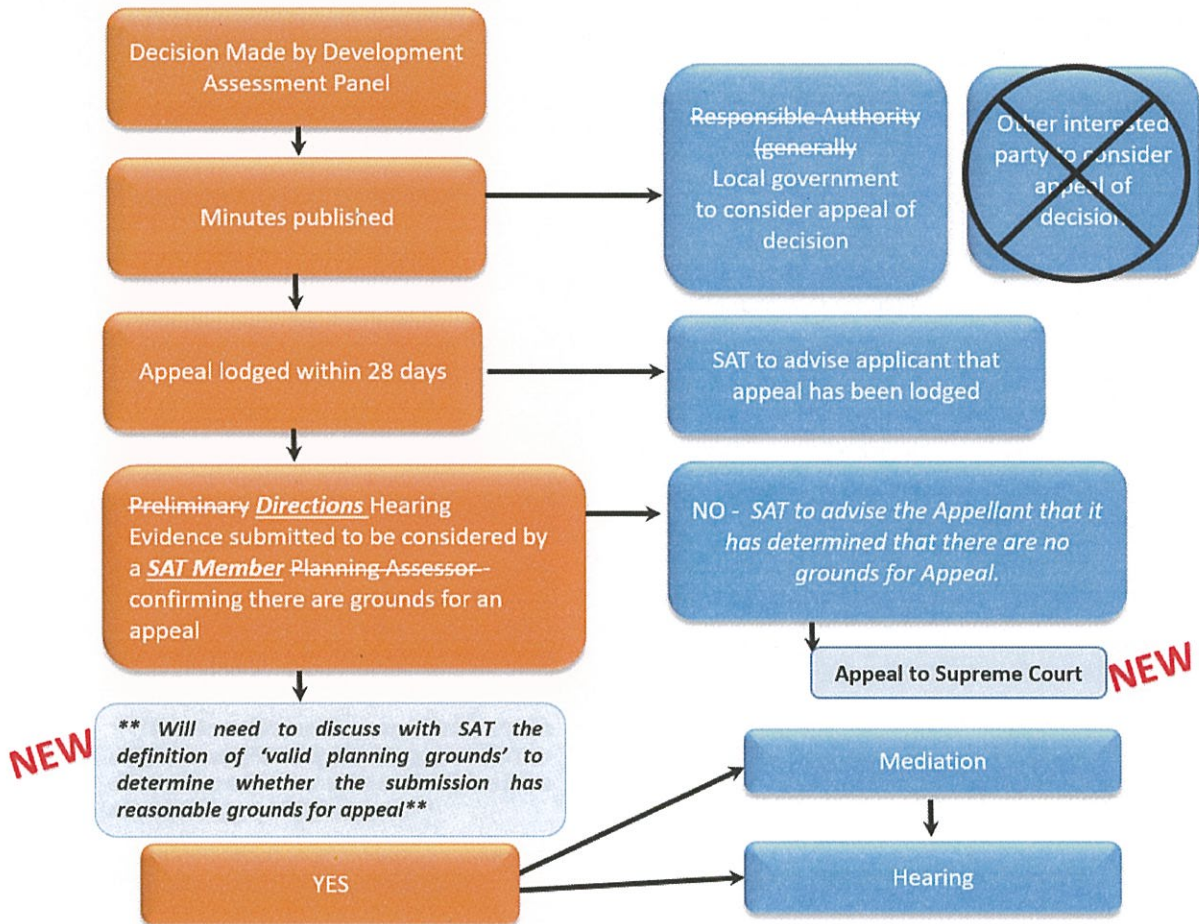 Decision Made by Development
Assessment Panel
Responsible Authority
(generally
Local government
to consider appeal of
decision
Other interested
party to consider
appeal of
decision
Minutes published
Appeal lodged within 28 days
SAT to advise applicant that
appeal has been lodged
Preliminary Directions Hearing
Evidence submitted to be considered by
a SAT Member Planning Assessor -
confirming there are grounds for an
appeal
NO - SAT to advise the Appellant that it
has determined that there are no
grounds for Appeal.
Appeal to Supreme Court
NEW
NEW
** Will need to discuss with SAT the
definition of 'valid planning grounds' to
determine whether the submission has
reasonable grounds for appeal**
Mediation
YES
Hearing